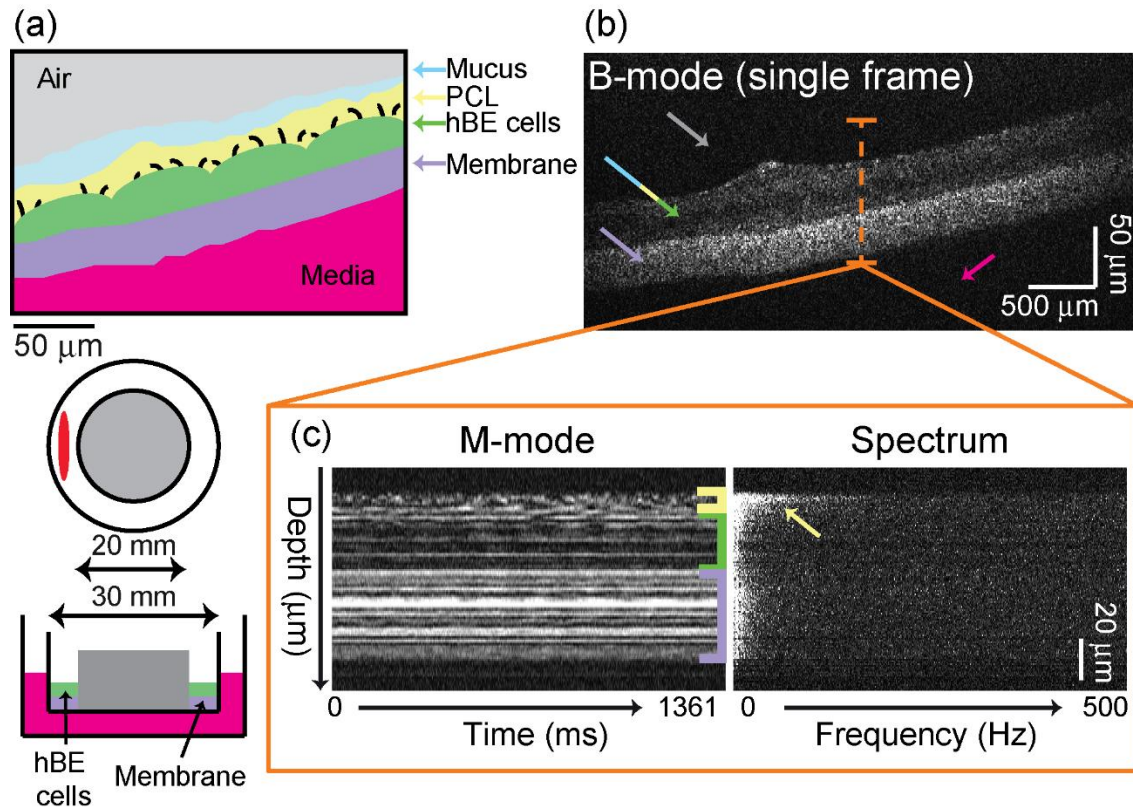 (a)
Air
Mucus
PCL
hBE cells
Membrane
Media
50 μm
20 mm
30 mm
hBE
cells
Membrane
(b)
B-mode (single frame)
50 μm
500 μm
(c)
M-mode
Spectrum
Depth (μm)
20 μm
0
1361
Time (ms)
0
500
Frequency (Hz)